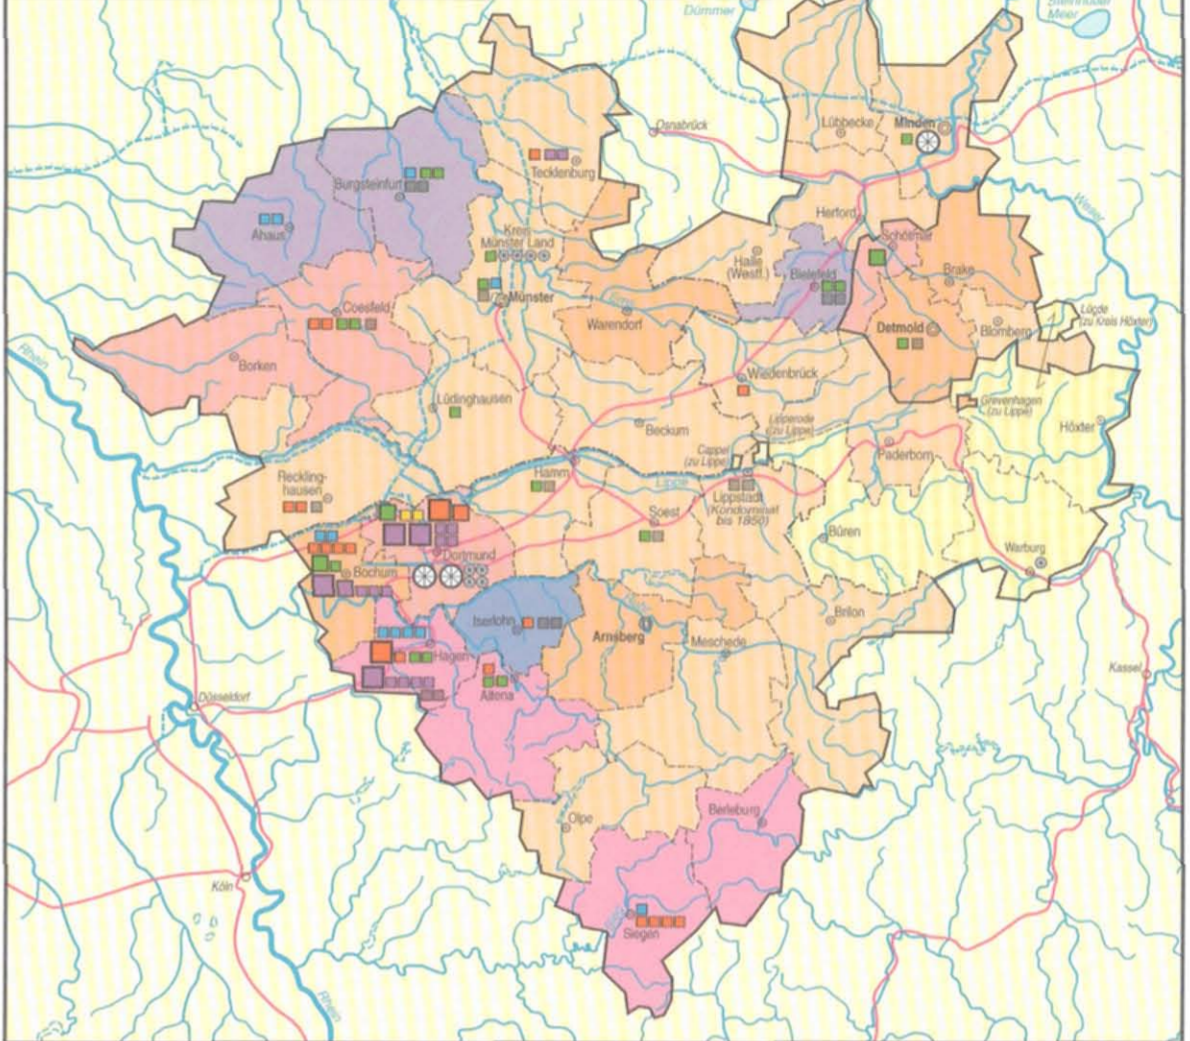 Dümmer
Steinhuder
Meer
Osnabrück
Lübbecke
Minden
Tecklenburg
Burgsteinfurt
Weser
Ahaus
Herford
Kreis
Münster Land
Schötmar
Halle
(Westf.)
Bielefeld
Brake
Münster
Coesfeld
Ems
Warendorf
Detmold
Blomberg
Lügde
(zu Kreis Höxter)
Rhein
Borken
Wiedenbrück
Lüdinghausen
Grevenhagen
(zu Lippe)
Beckum
Lipperode
(zu Lippe)
Höxter
Cappel
(zu Lippe)
Paderborn
Reckling-
hausen
Hamm
Lippe
Lippstadt
(Kondominat
bis 1850)
Soest
Büren
Dortmund
Warburg
Bochum
Iserlohn
Arnsberg
Brilon
Meschede
Hagen
Kassel
Altena
Düsseldorf
Berleburg
Olpe
Köln
Siegen
Rhein